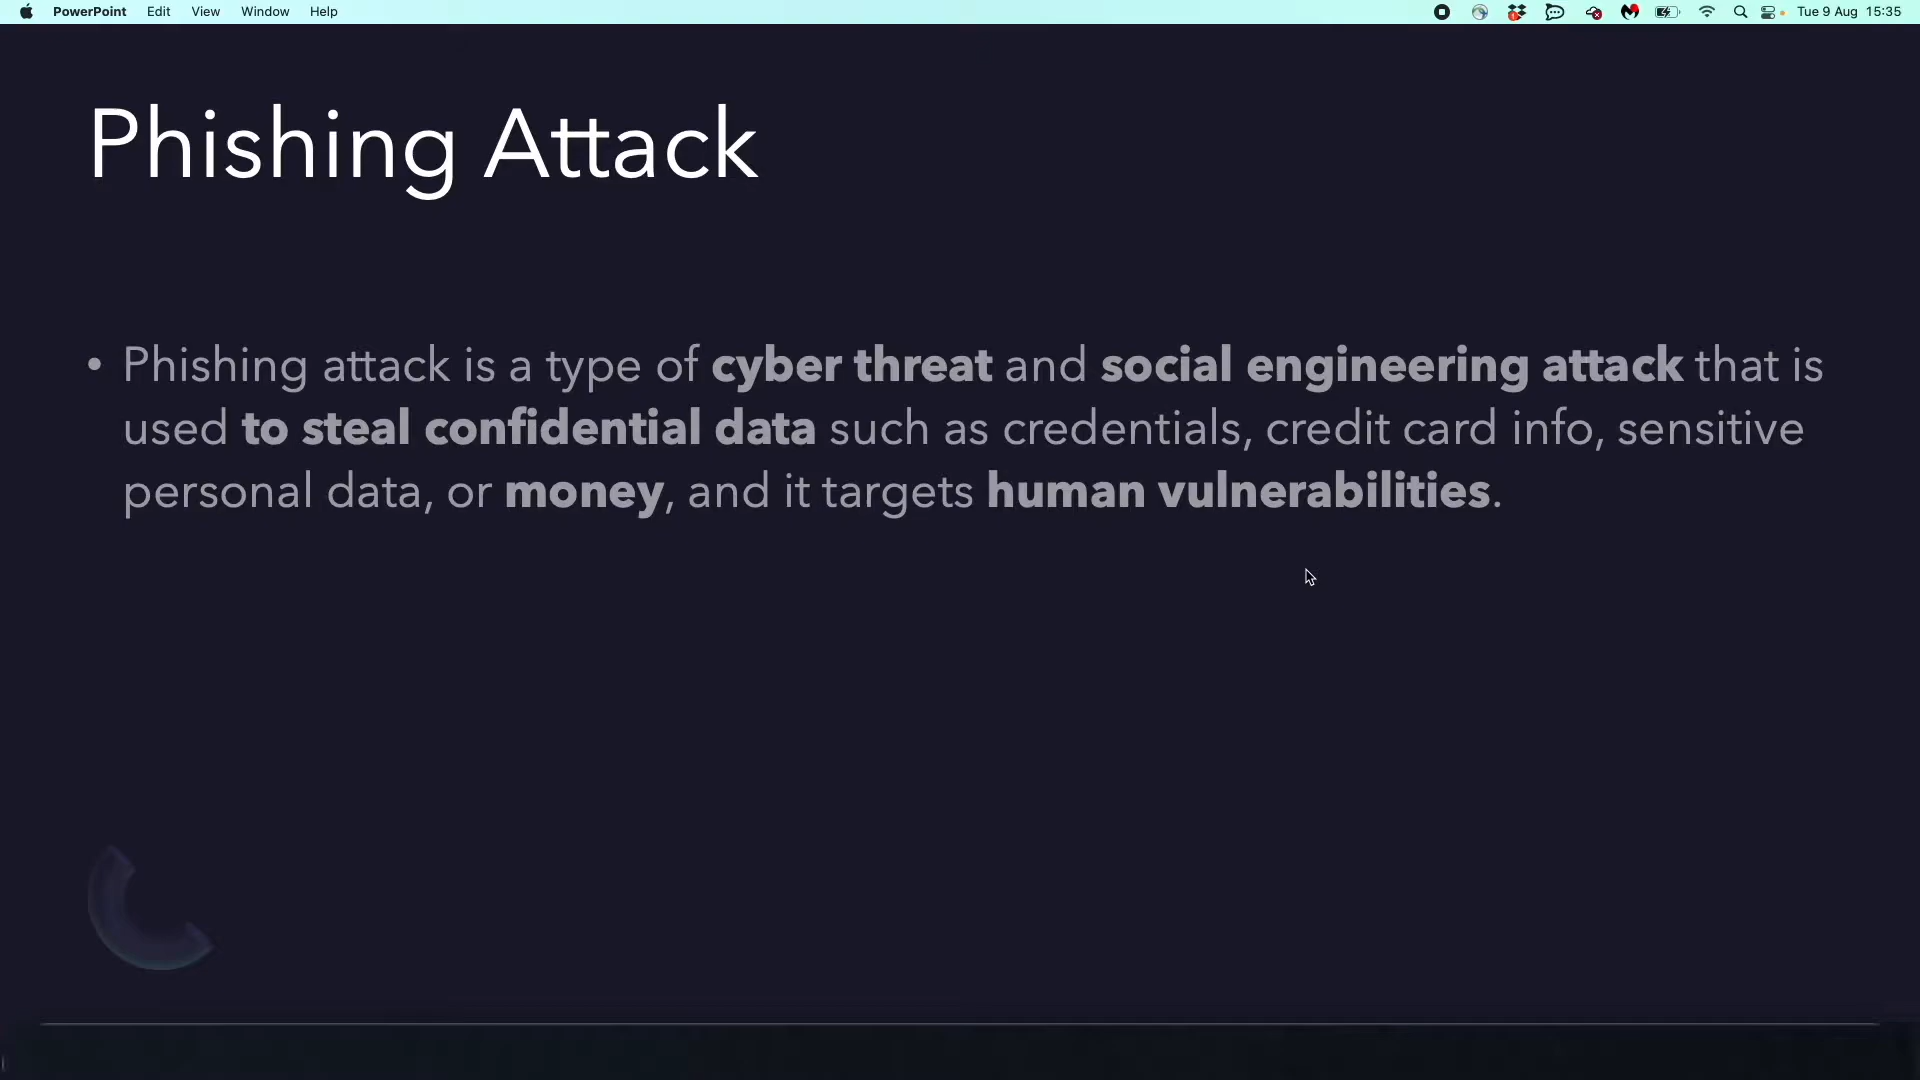 PowerPoint Edit View Window Help Tue 9 Aug 15:35
Phishing Attack
• Phishing attack is a type of cyber threat and social engineering attack that is
used to steal confidential data such as credentials, credit card info, sensitive
personal data, or money, and it targets human vulnerabilities.